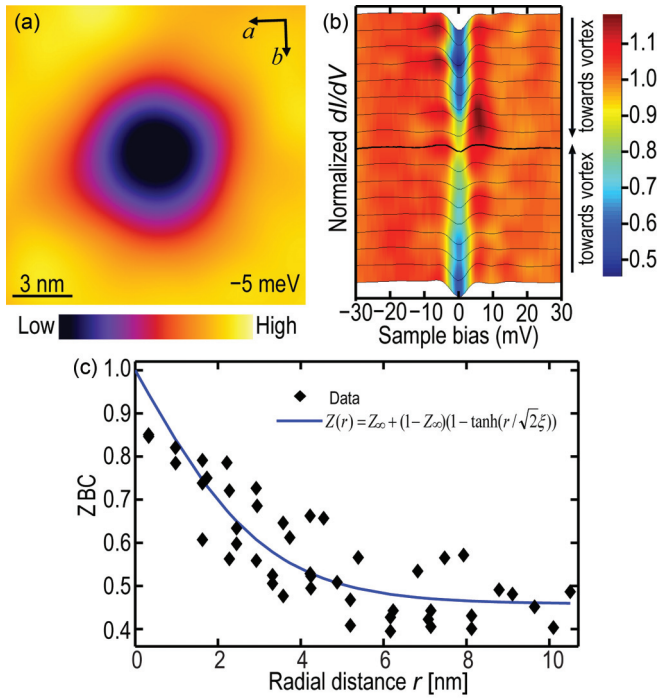 (a)
a
b
3 nm
−5 meV
Low
High
(b)
Normalized dI/dV
towards vortex
towards vortex
−30−20−10 0 10 20 30
Sample bias (mV)
1.1
1.0
0.9
0.8
0.7
0.6
0.5
(c)
Data
Z(r) = Z∞ + (1− Z∞)(1− tanh(r/√2ξ))
ZBC
1.0
0.9
0.8
0.7
0.6
0.5
0.4
0 2 4 6 8 10
Radial distance r [nm]